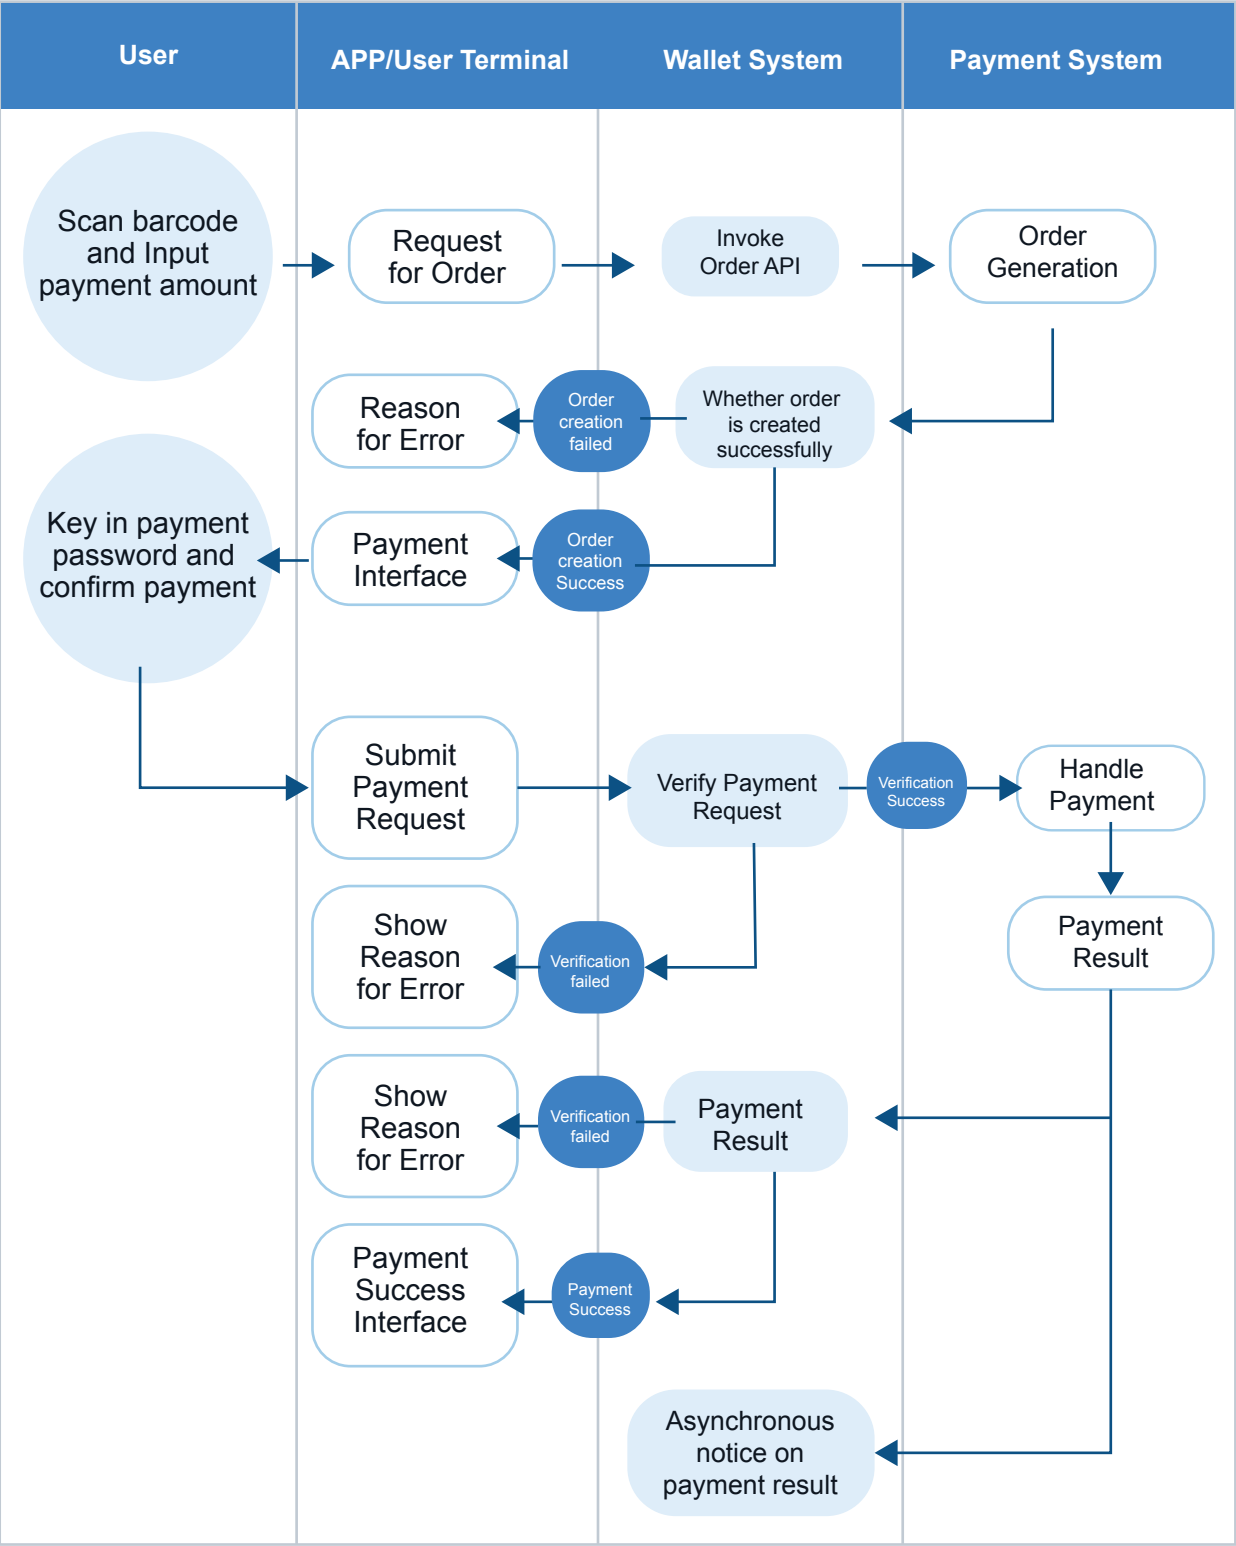 User
APP/User Terminal
Wallet System
Payment System
Scan barcode
and Input
payment amount
Request
for Order
Invoke
Order API
Order
Generation
Reason
for Error
Order
creation
failed
Whether order
is created
successfully
Key in payment
password and
confirm payment
Payment
Interface
Order
creation
Success
Submit
Payment
Request
Verify Payment
Request
Verification
Success
Handle
Payment
Show
Reason
for Error
Verification
failed
Payment
Result
Show
Reason
for Error
Verification
failed
Payment
Result
Payment
Success
Interface
Payment
Success
Asynchronous
notice on
payment result